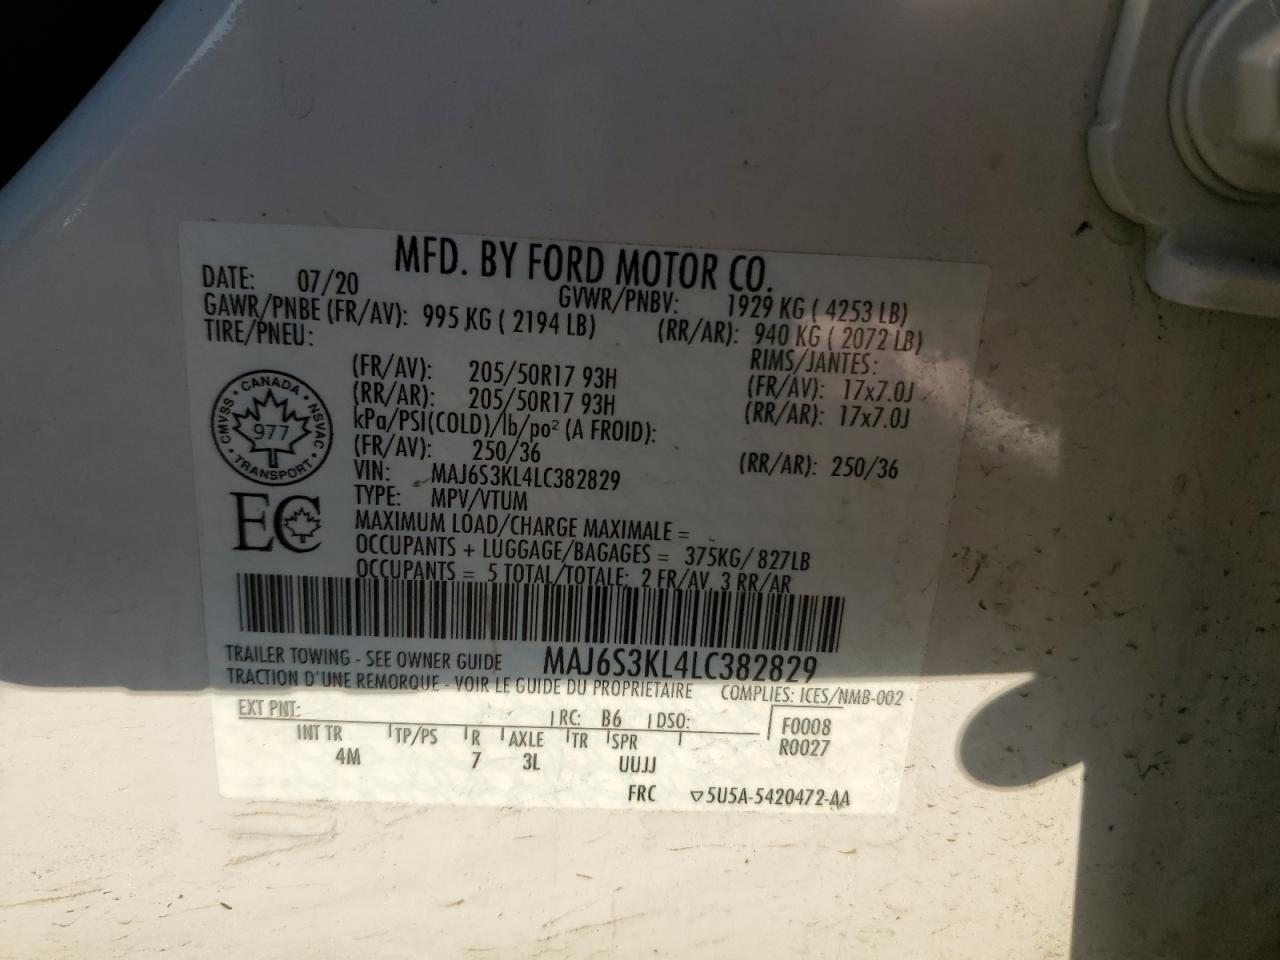 MFD. BY FORD MOTOR CO.
DATE: 07/20 GVWR/PNBV: 1929 KG ( 4253 LB)
GAWR/PNBE (FR/AV): 995 KG ( 2194 LB) (RR/AR): 940 KG ( 2072 LB)
TIRE/PNEU: RIMS/JANTES:
(FR/AV): 205/50R17 93H (FR/AV): 17x7.0J
(RR/AR): 205/50R17 93H (RR/AR): 17x7.0J
kPa/PSI(COLD)/lb/po² (A FROID):
(FR/AV): 250/36 (RR/AR): 250/36
VIN: MAJ6S3KL4LC382829
TYPE: MPV/VTUM
MAXIMUM LOAD/CHARGE MAXIMALE =
OCCUPANTS + LUGGAGE/BAGAGES = 375KG/ 827LB
OCCUPANTS = 5 TOTAL/TOTALE: 2 FR/AV, 3 RR/AR
CANADA
CMVSS NSVAC
977
TRANSPORT
EC
MAJ6S3KL4LC382829
TRAILER TOWING - SEE OWNER GUIDE
TRACTION D'UNE REMORQUE - VOIR LE GUIDE DU PROPRIETAIRE COMPLIES: ICES/NMB-002
EXT PNT: RC: B6 DSO: F0008
INT TR TP/PS R AXLE TR SPR R0027
4M 7 3L UUJJ
FRC ▽5U5A-5420472-AA